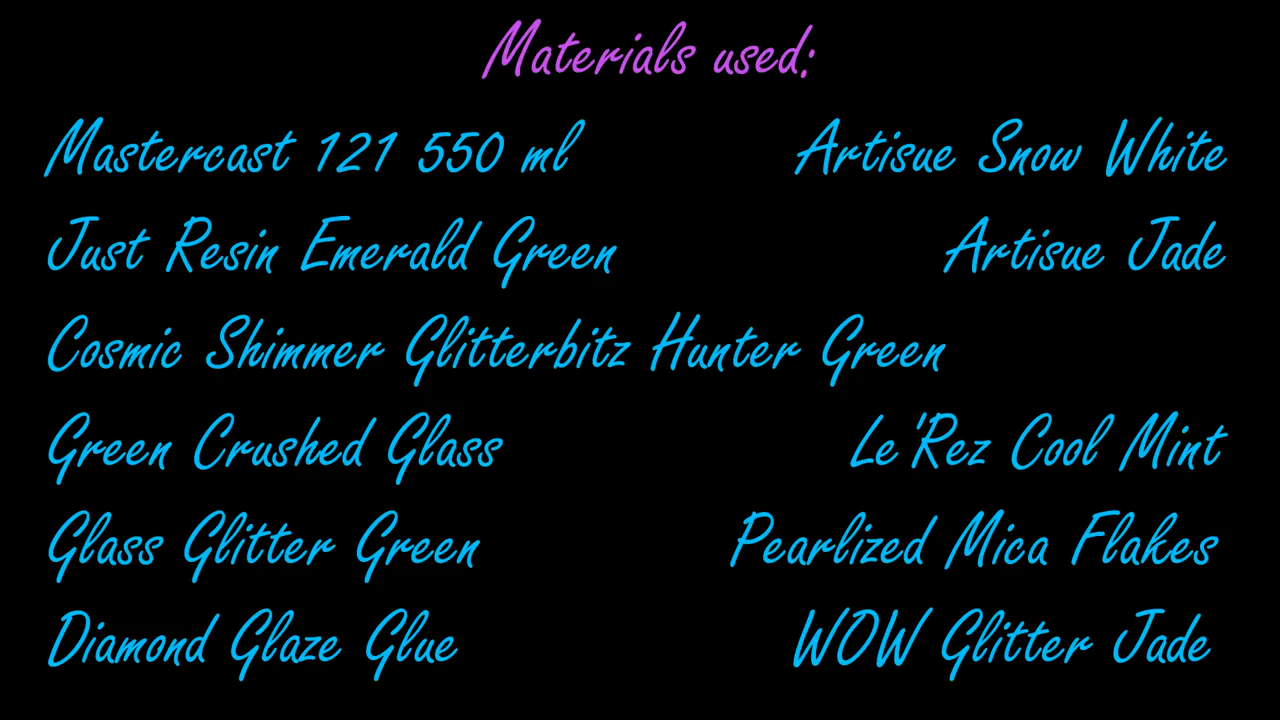 Materials used:
Mastercast 121 550 ml Artisue Snow White
Just Resin Emerald Green Artisue Jade
Cosmic Shimmer Glitterbitz Hunter Green
Green Crushed Glass Le'Rez Cool Mint
Glass Glitter Green Pearlized Mica Flakes
Diamond Glaze Glue WOW Glitter Jade